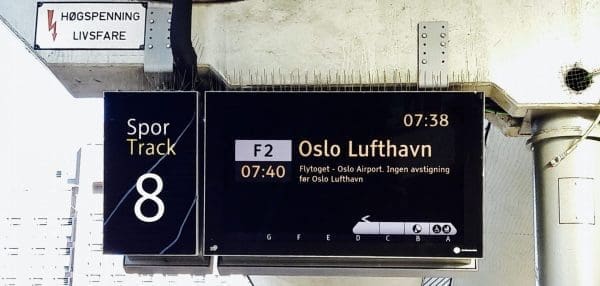 HØGSPENNING
LIVSFARE
Spor
Track
8
07:38
F2 Oslo Lufthavn
07:40 Flytoget - Oslo Airport. Ingen avstigning
før Oslo Lufthavn
G F E D C B A